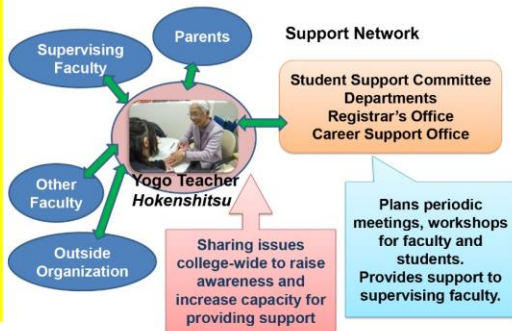 Parents
Support Network
Supervising
Faculty
Student Support Committee
Departments
Registrar's Office
Career Support Office
Yogo Teacher
Hokenshitsu
Other
Faculty
Outside
Organization
Sharing issues
college-wide to raise
awareness and
increase capacity for
providing support
Plans periodic
meetings, workshops
for faculty and
students.
Provides support to
supervising faculty.